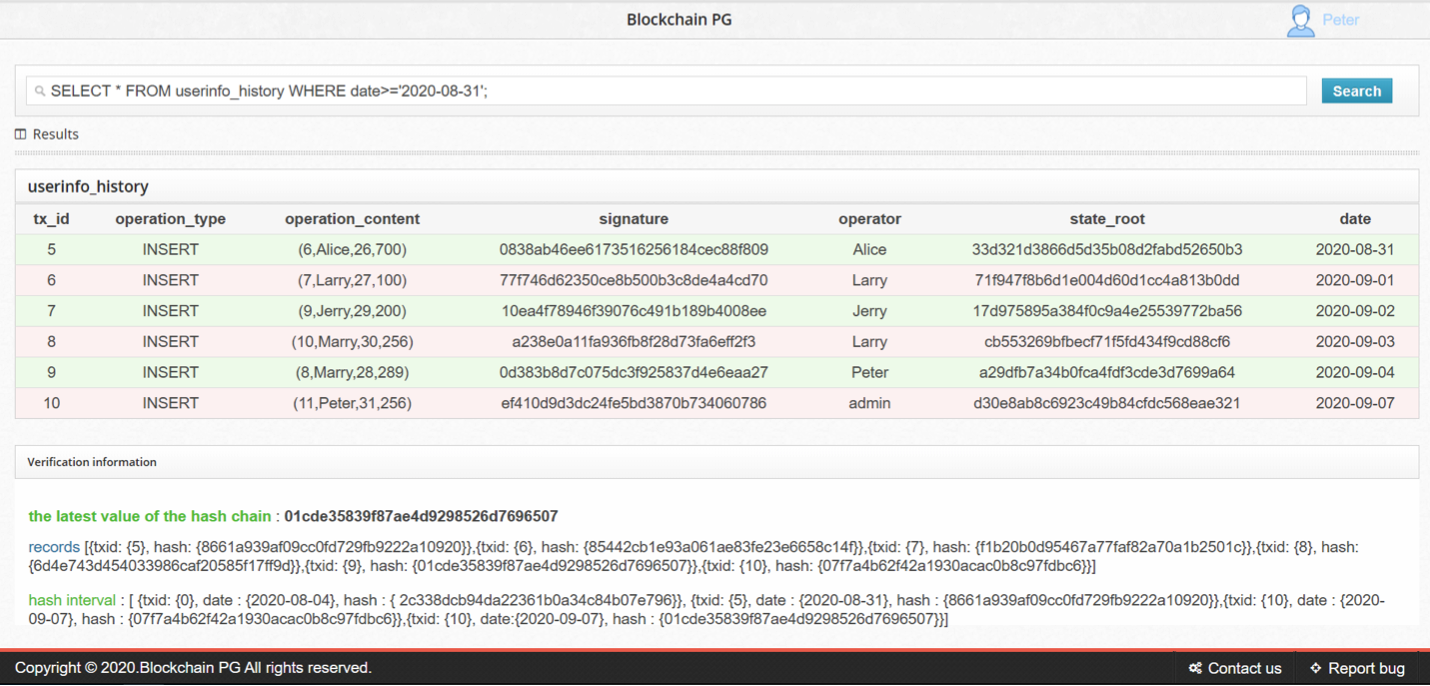 Blockchain PG
Peter
SELECT * FROM userinfo_history WHERE date>='2020-08-31';
Search
Results
userinfo_history
tx_id operation_type operation_content signature operator state_root date
5 INSERT (6,Alice,26,700) 0838ab46ee6173516256184cec88f809 Alice 33d321d3866d5d35b08d2fabd52650b3 2020-08-31
6 INSERT (7,Larry,27,100) 77f746d62350ce8b500b3c8de4a4cd70 Larry 71f947f8b6d1e004d60d1cc4a813b0dd 2020-09-01
7 INSERT (9,Jerry,29,200) 10ea4f78946f39076c491b189b4008ee Jerry 17d975895a384f0c9a4e25539772ba56 2020-09-02
8 INSERT (10,Marry,30,256) a238e0a11fa936fb8f28d73fa6eff2f3 Larry cb553269bfbecf71f5fd434f9cd88cf6 2020-09-03
9 INSERT (8,Marry,28,289) 0d383b8d7c075dc3f925837d4e6eaa27 Peter a29dfb7a34b0fca4fdf3cde3d7699a64 2020-09-04
10 INSERT (11,Peter,31,256) ef410d9d3dc24fe5bd3870b734060786 admin d30e8ab8c6923c49b84cfdc568eae321 2020-09-07
Verification information
the latest value of the hash chain : 01cde35839f87ae4d9298526d7696507
records [{txid: {5}, hash: {8661a939af09cc0fd729fb9222a10920}},{txid: {6}, hash: {85442cb1e93a061ae83fe23e6658c14f}},{txid: {7}, hash: {f1b20b0d95467a77faf82a70a1b2501c}},{txid: {8}, hash:
{6d4e743d454033986caf20585f17ff9d}},{txid: {9}, hash: {01cde35839f87ae4d9298526d7696507}},{txid: {10}, hash: {07f7a4b62f42a1930acac0b8c97fdbc6}}]
hash interval : [ {txid: {0}, date : {2020-08-04}, hash : { 2c338dcb94da22361b0a34c84b07e796}}, {txid: {5}, date : {2020-08-31}, hash : {8661a939af09cc0fd729fb9222a10920}},{txid: {10}, date : {2020-
09-07}, hash : {07f7a4b62f42a1930acac0b8c97fdbc6}},{txid: {10}, date:{2020-09-07}, hash : {01cde35839f87ae4d9298526d7696507}}]
Copyright © 2020.Blockchain PG All rights reserved.
Contact us
Report bug